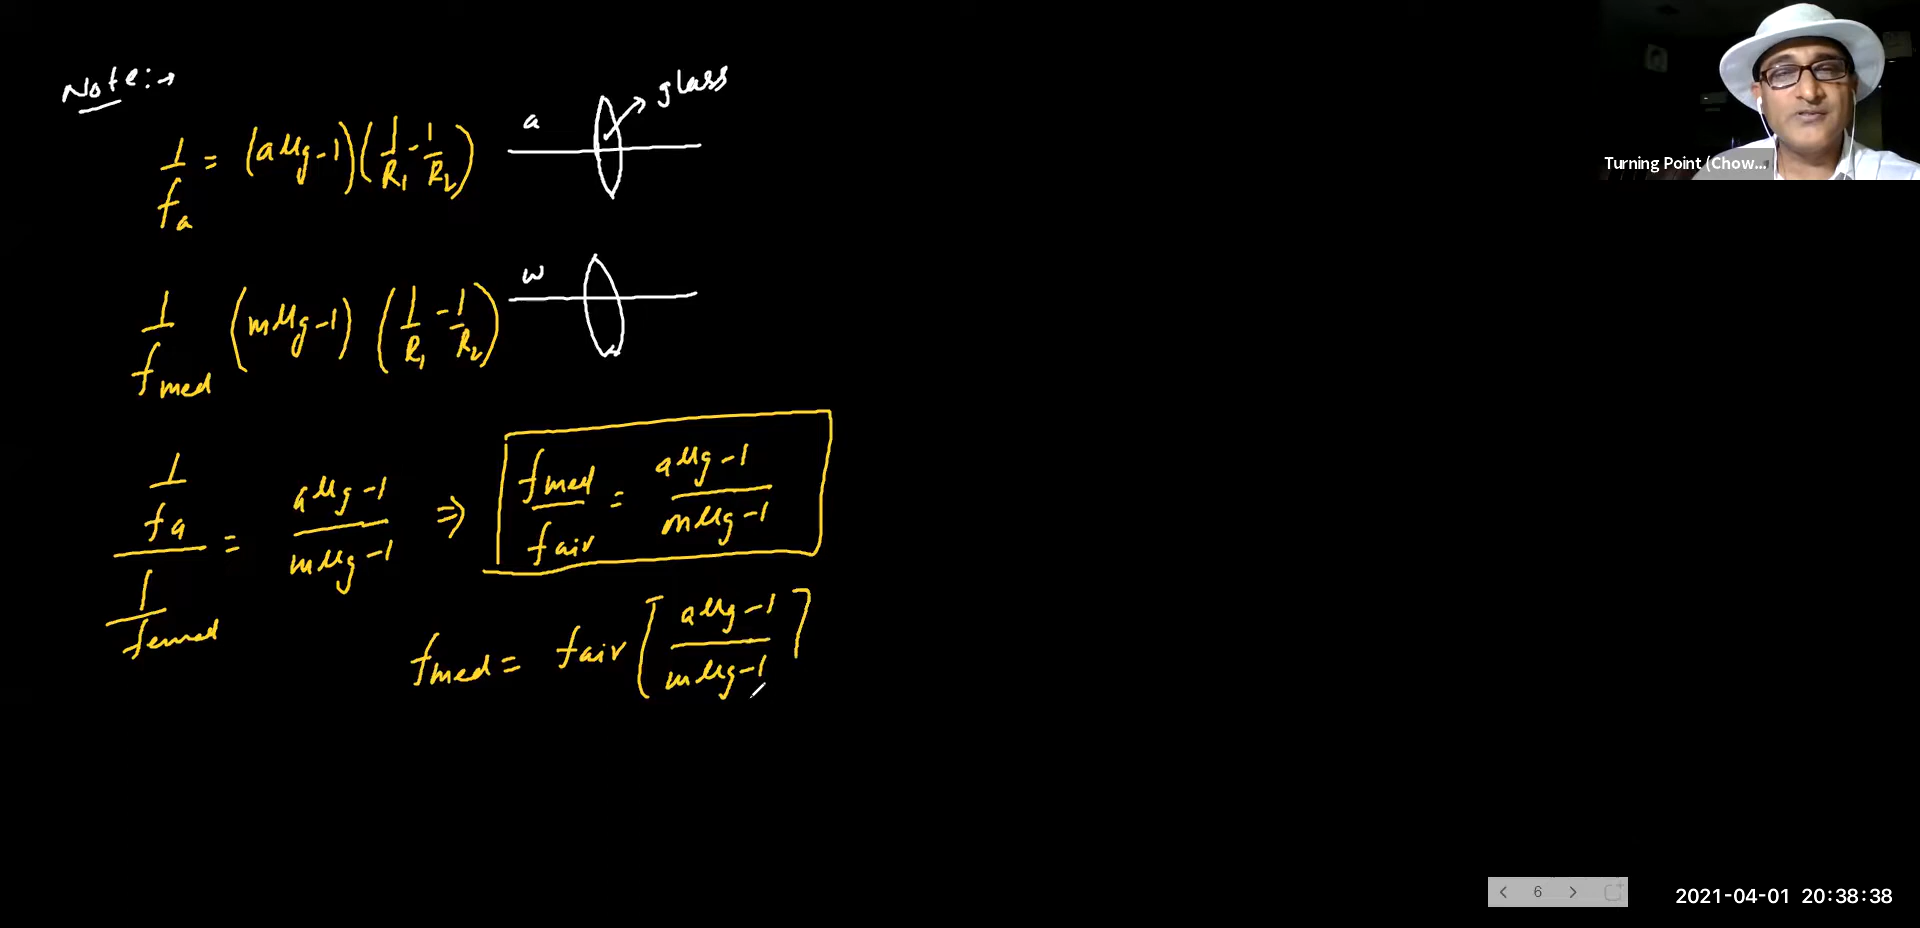 Note:→
1/fa = (aμg-1)(1/R1 - 1/R2)
a
glass
1/fmed (mμg-1) (1/R1 - 1/R2)
w
(1/fa)/(1/femed) = (aμg-1)/(mμg-1) ⇒ fmed/fair = (aμg-1)/(mμg-1)
fmed = fair [(aμg-1)/(mμg-1)]
Turning Point (Chow...
6
2021-04-01 20:38:38